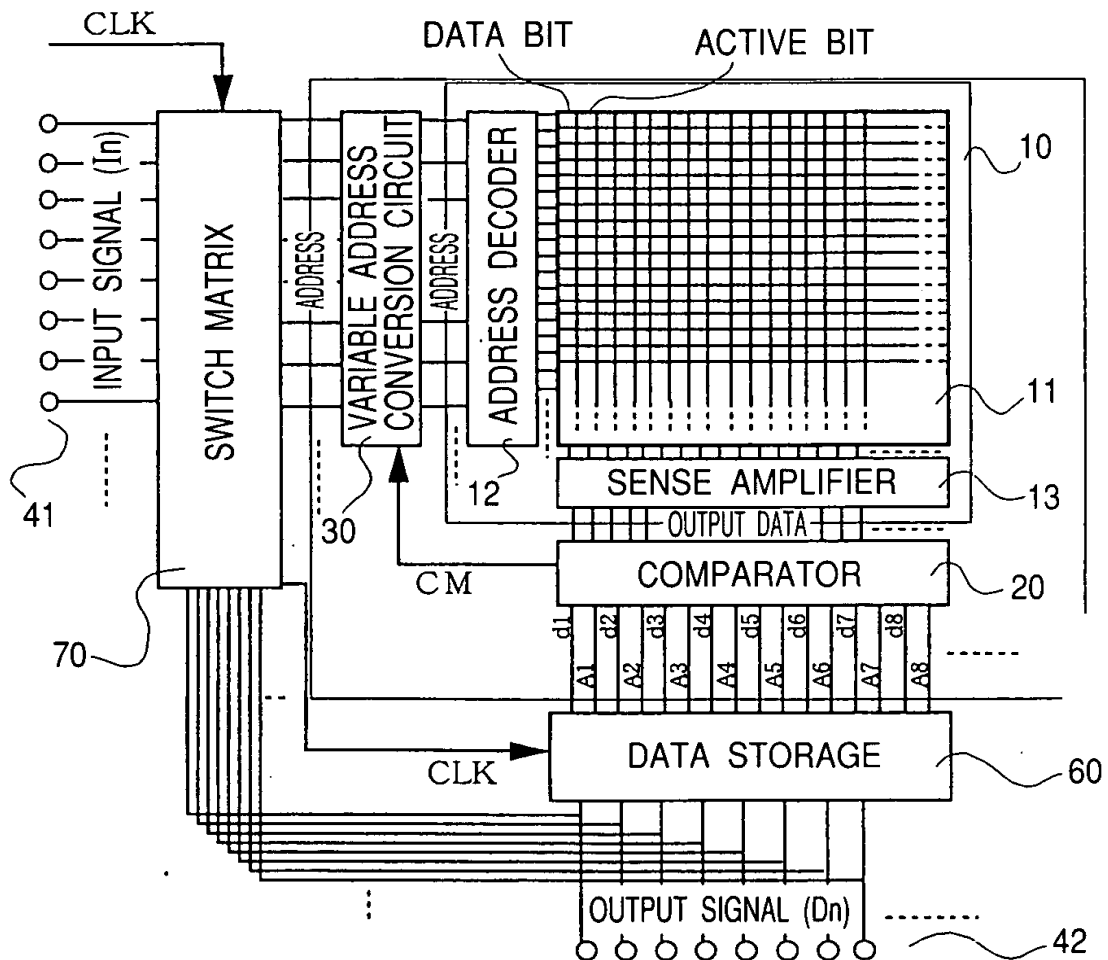 CLK
DATA BIT
ACTIVE BIT
INPUT SIGNAL (In)
SWITCH MATRIX
ADDRESS
VARIABLE ADDRESS
CONVERSION CIRCUIT
ADDRESS
ADDRESS DECODER
10
11
41
30
12
SENSE AMPLIFIER
13
OUTPUT DATA
CM
COMPARATOR
20
70
d1 d2 d3 d4 d5 d6 d7 d8
A1 A2 A3 A4 A5 A6 A7 A8
CLK
DATA STORAGE
60
OUTPUT SIGNAL (Dn)
42